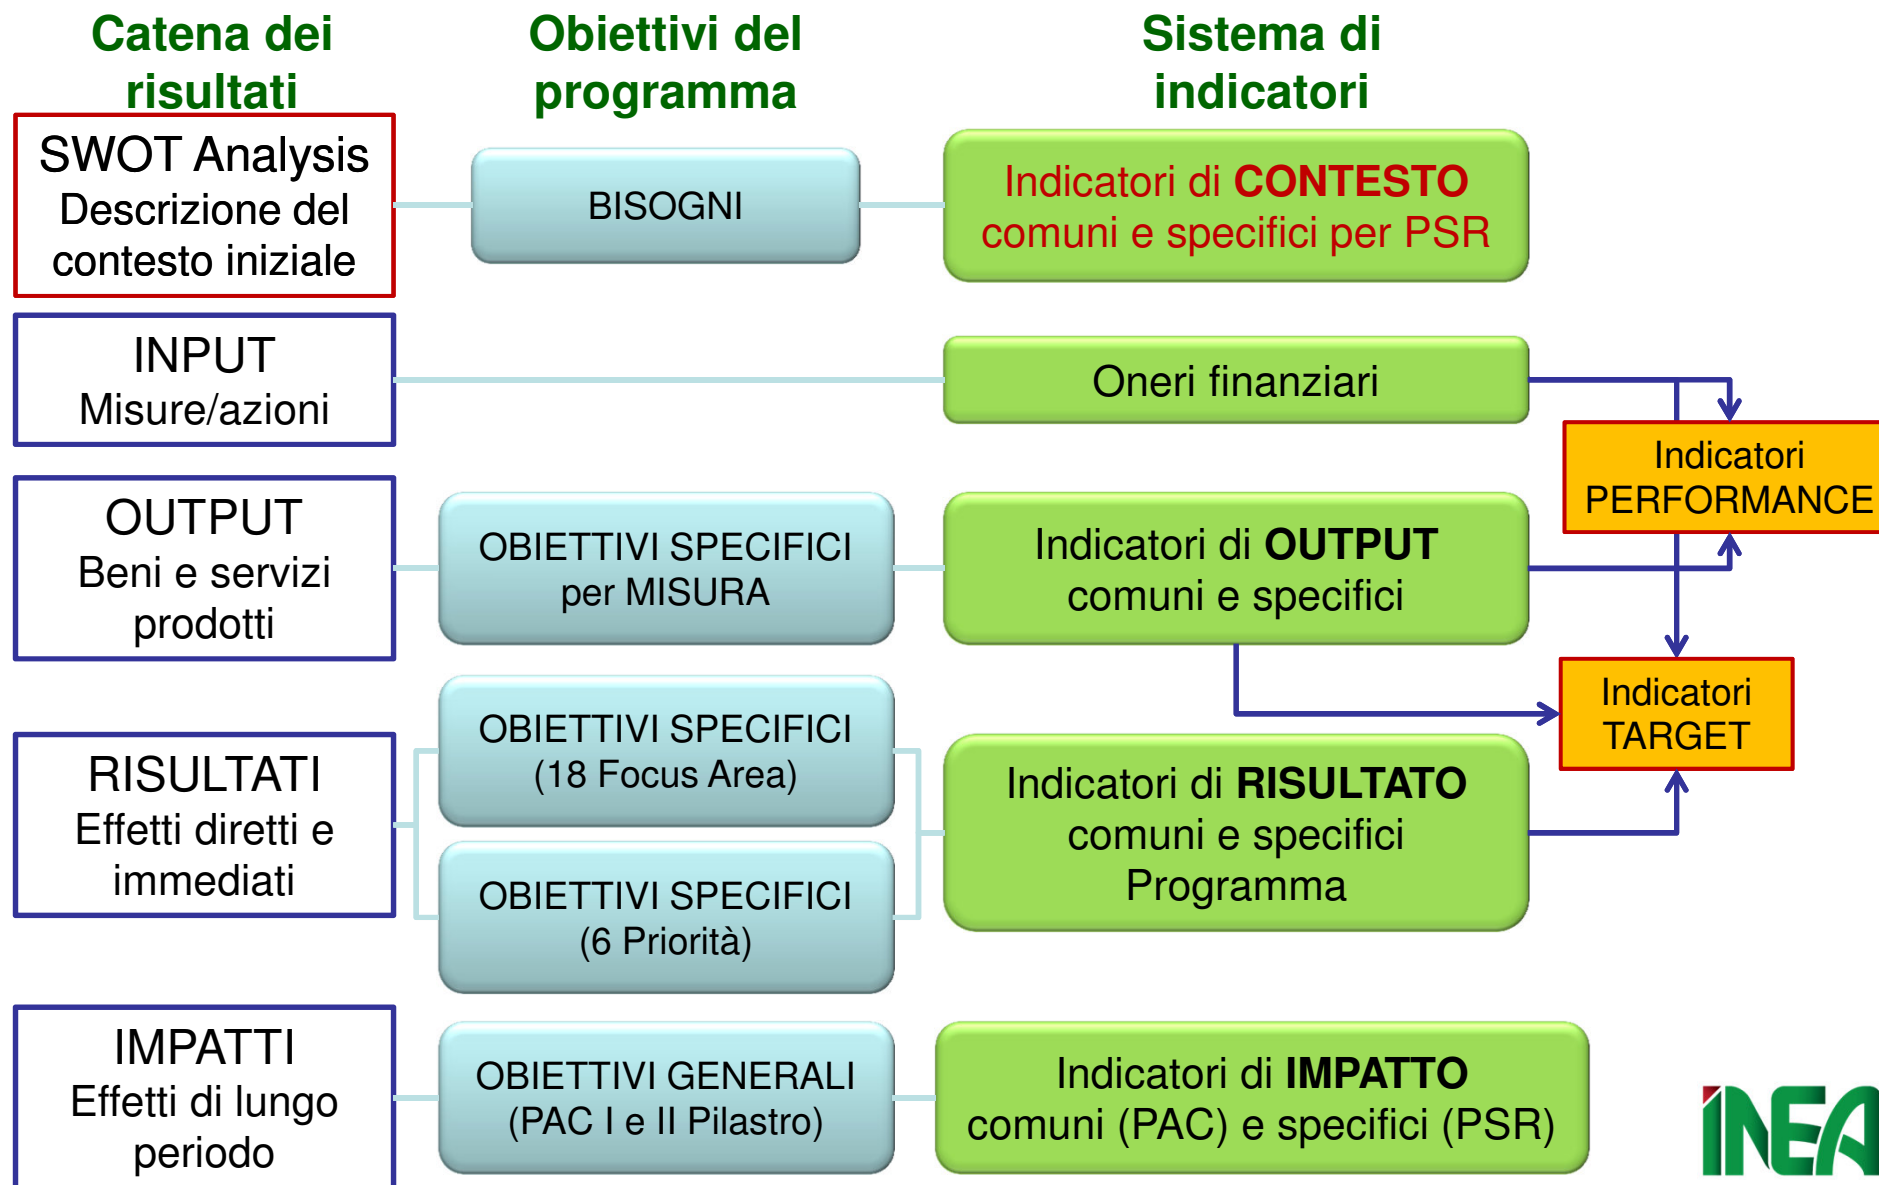 Catena dei
risultati
Obiettivi del
programma
Sistema di
indicatori
SWOT Analysis
Descrizione del
contesto iniziale
BISOGNI
Indicatori di CONTESTO
comuni e specifici per PSR
INPUT
Misure/azioni
Oneri finanziari
Indicatori
PERFORMANCE
OUTPUT
Beni e servizi
prodotti
OBIETTIVI SPECIFICI
per MISURA
Indicatori di OUTPUT
comuni e specifici
Indicatori
TARGET
RISULTATI
Effetti diretti e
immediati
OBIETTIVI SPECIFICI
(18 Focus Area)
OBIETTIVI SPECIFICI
(6 Priorità)
Indicatori di RISULTATO
comuni e specifici
Programma
IMPATTI
Effetti di lungo
periodo
OBIETTIVI GENERALI
(PAC I e II Pilastro)
Indicatori di IMPATTO
comuni (PAC) e specifici (PSR)
INEA